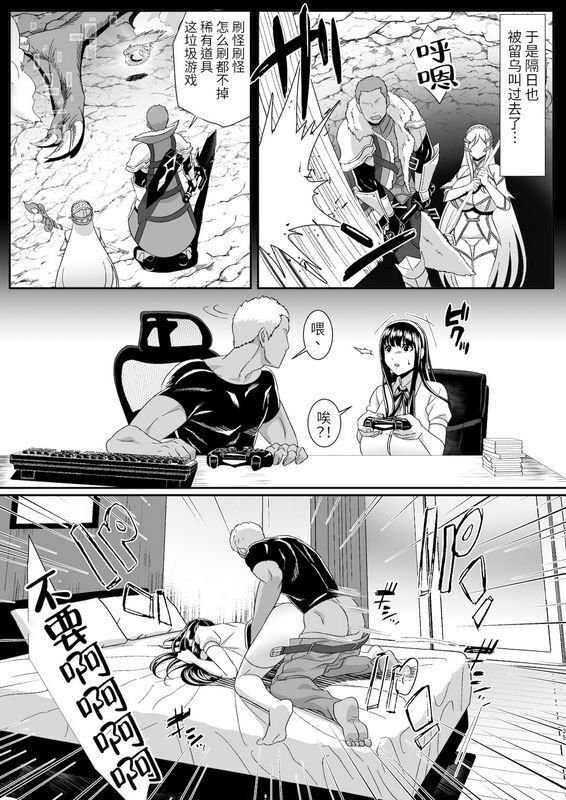 于是隔日也
被留乌叫过去了…
呼嗯
刷怪刷怪
怎么刷都不掉
稀有道具
这垃圾游戏
喂、
唉?!
ビクッ
不要啊啊啊啊